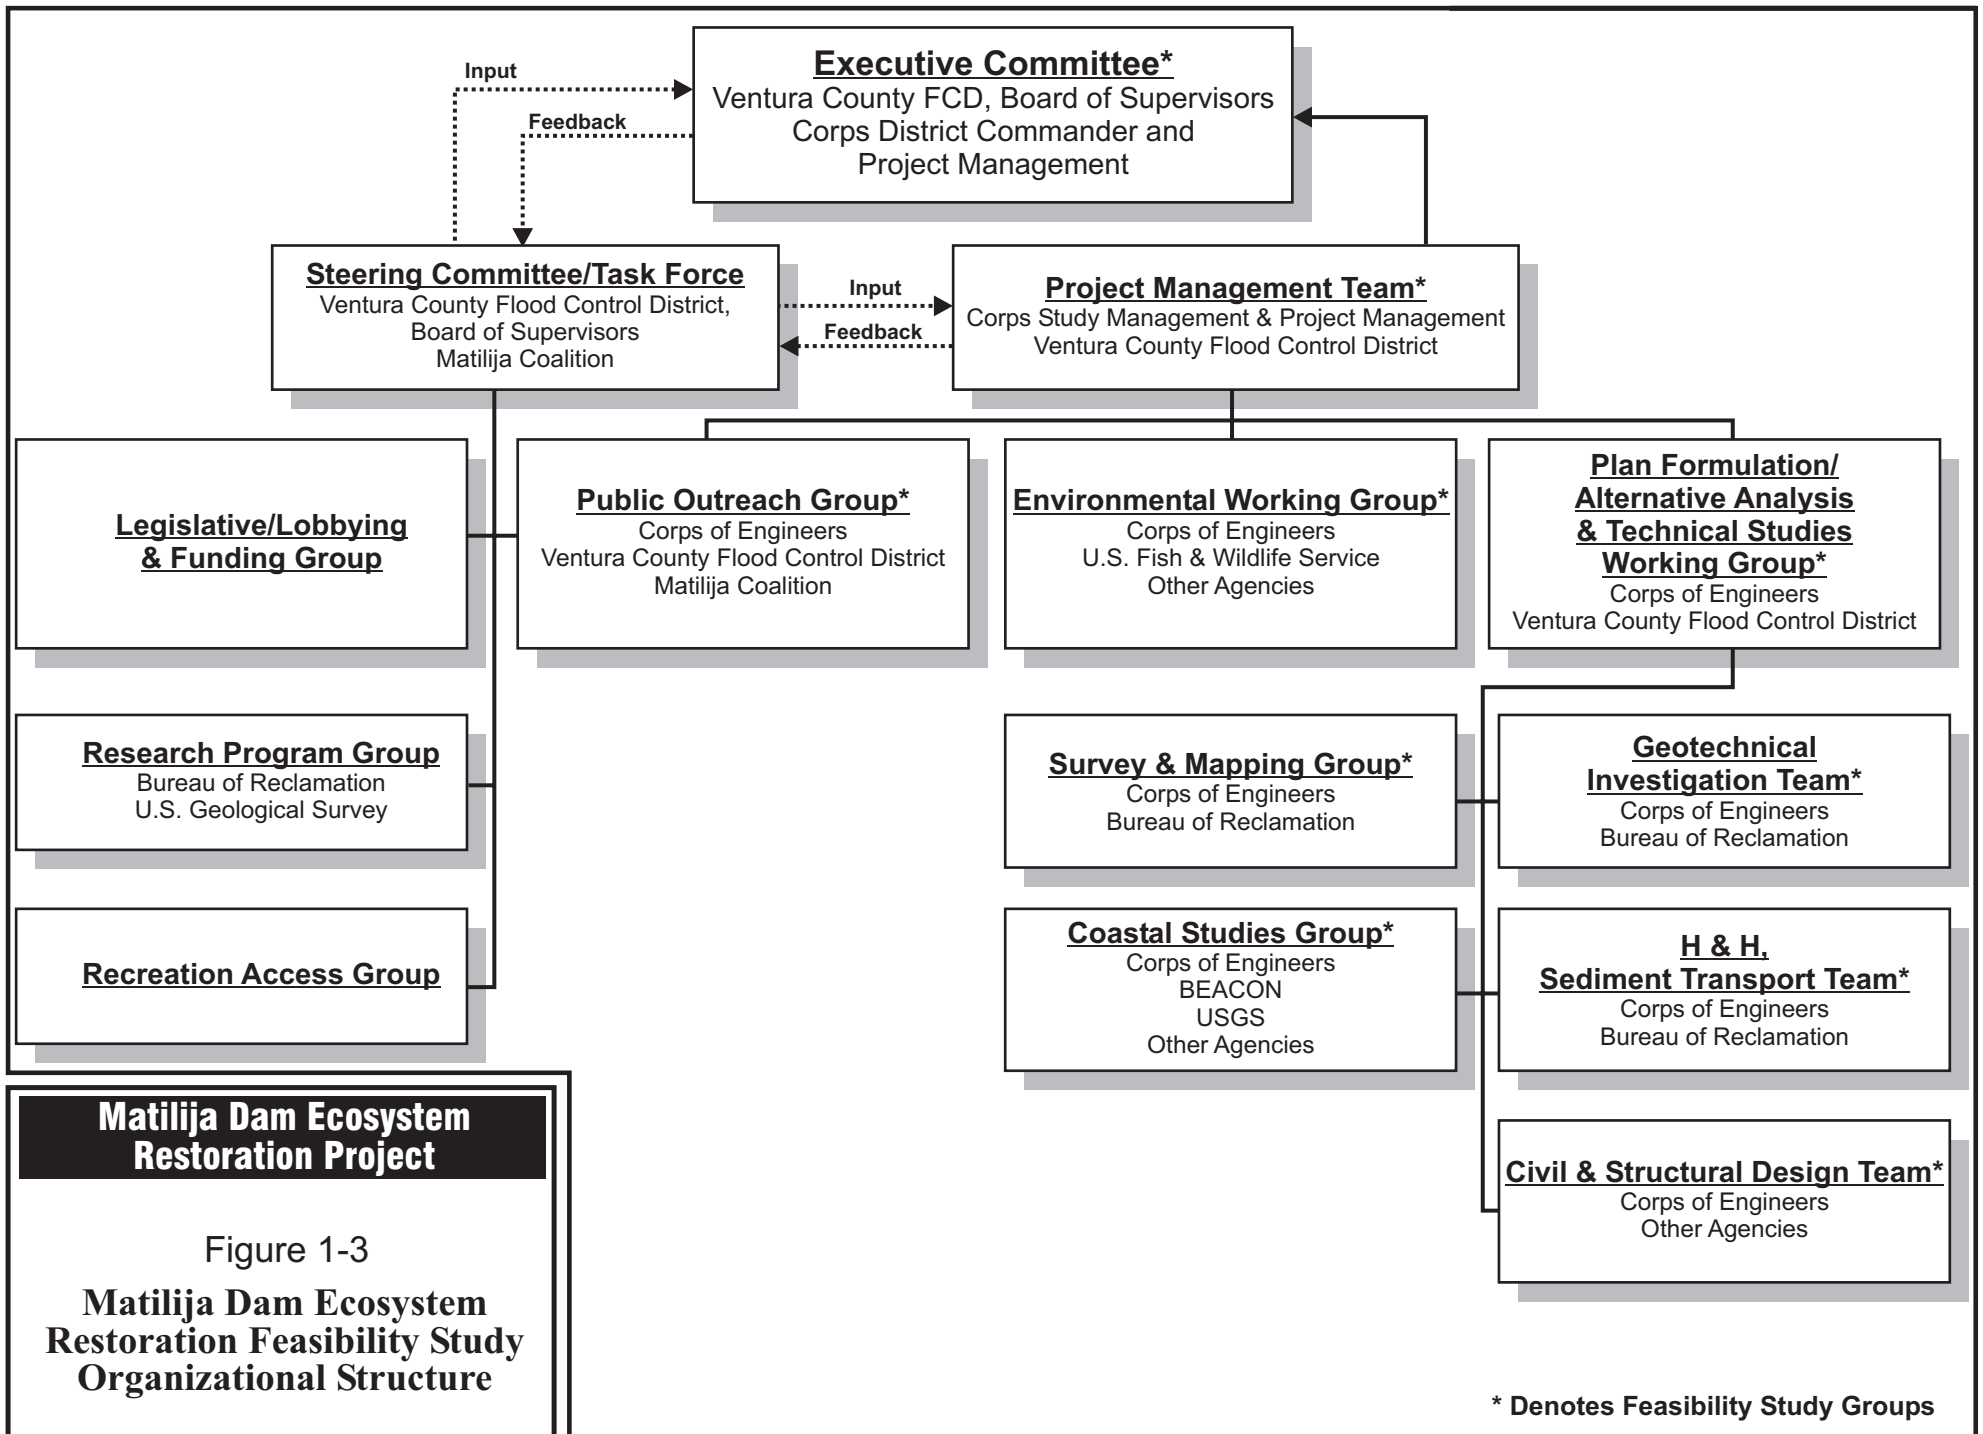 Executive Committee*
Ventura County FCD, Board of Supervisors
Corps District Commander and
Project Management
Input
Feedback
Steering Committee/Task Force
Ventura County Flood Control District,
Board of Supervisors
Matilija Coalition
Input
Feedback
Project Management Team*
Corps Study Management & Project Management
Ventura County Flood Control District
Legislative/Lobbying
& Funding Group
Public Outreach Group*
Corps of Engineers
Ventura County Flood Control District
Matilija Coalition
Environmental Working Group*
Corps of Engineers
U.S. Fish & Wildlife Service
Other Agencies
Plan Formulation/
Alternative Analysis
& Technical Studies
Working Group*
Corps of Engineers
Ventura County Flood Control District
Research Program Group
Bureau of Reclamation
U.S. Geological Survey
Survey & Mapping Group*
Corps of Engineers
Bureau of Reclamation
Geotechnical
Investigation Team*
Corps of Engineers
Bureau of Reclamation
Recreation Access Group
Coastal Studies Group*
Corps of Engineers
BEACON
USGS
Other Agencies
H & H,
Sediment Transport Team*
Corps of Engineers
Bureau of Reclamation
Civil & Structural Design Team*
Corps of Engineers
Other Agencies
Matilija Dam Ecosystem
Restoration Project
Figure 1-3
Matilija Dam Ecosystem
Restoration Feasibility Study
Organizational Structure
* Denotes Feasibility Study Groups